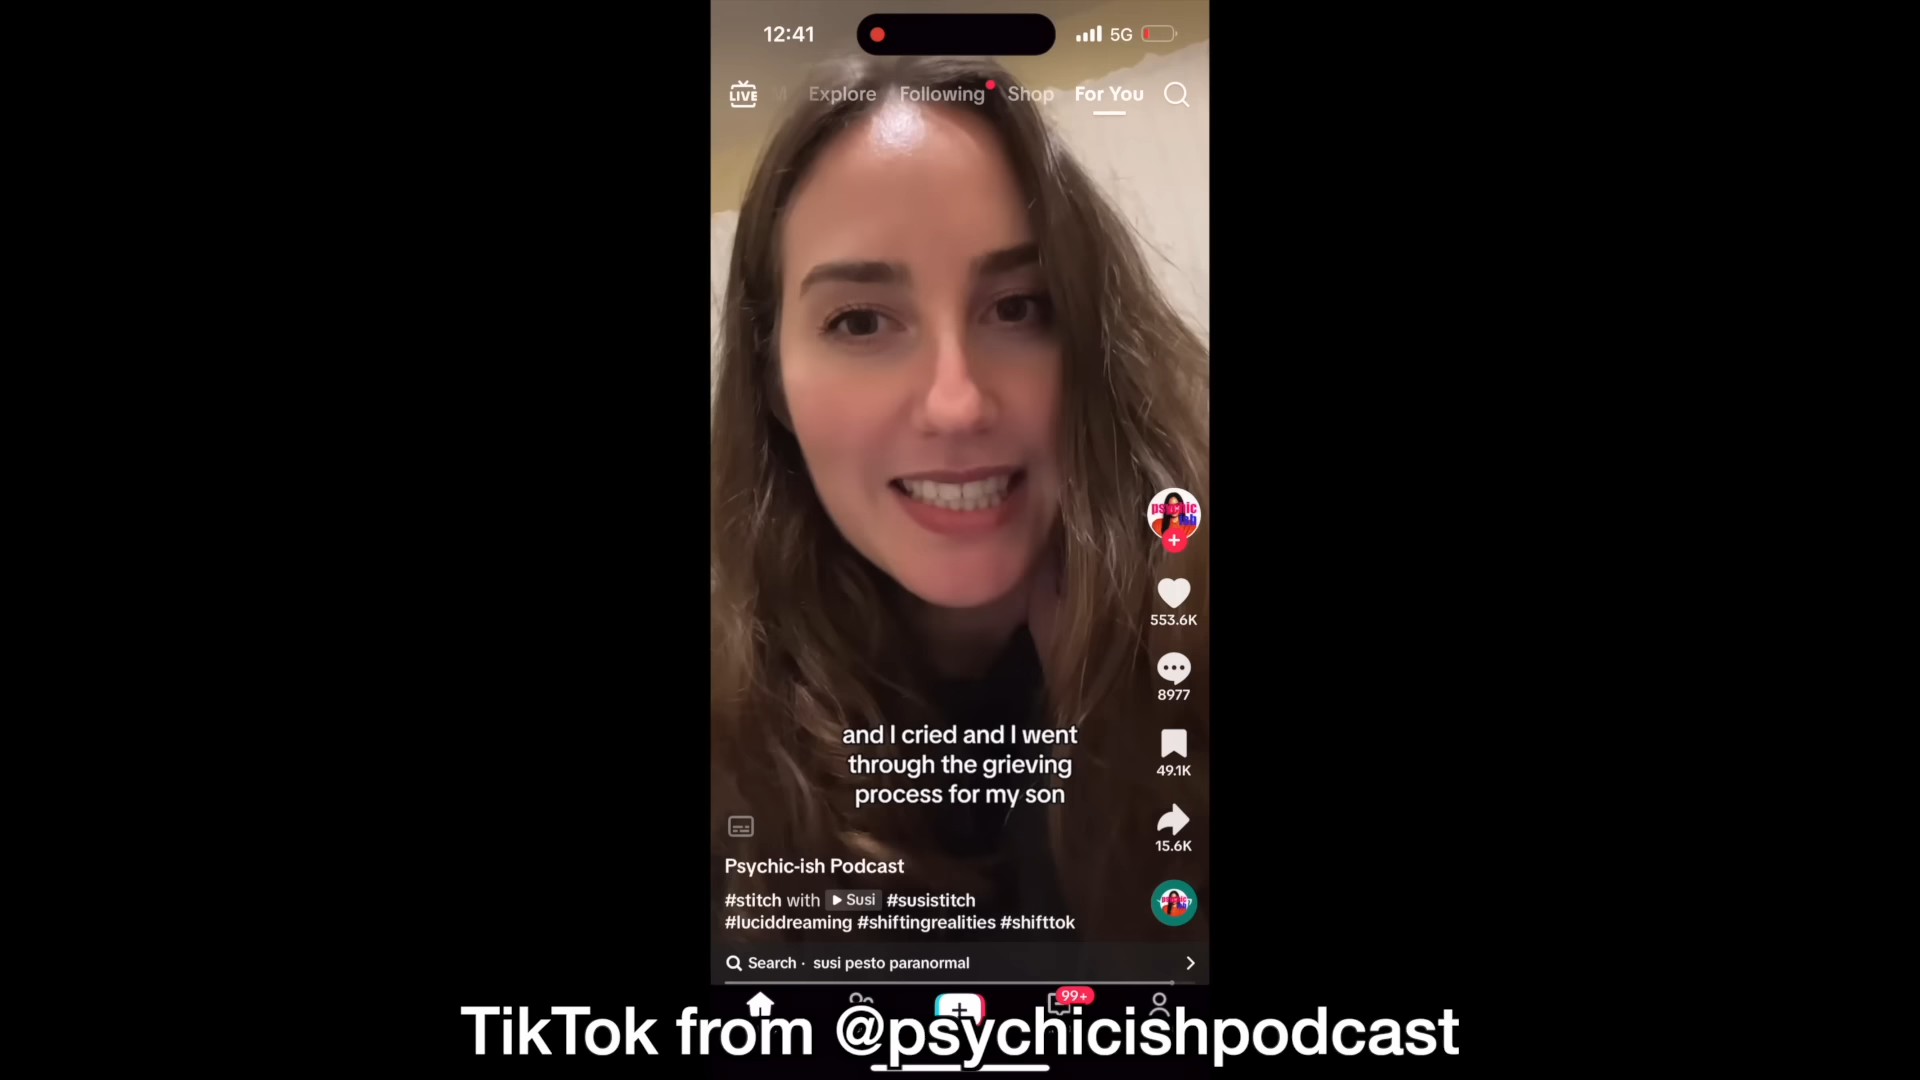 12:41
5G
LIVE
Explore
Following
Shop
For You
553.6K
8977
49.1K
15.6K
and I cried and I went
through the grieving
process for my son
Psychic-ish Podcast
#stitch with Susi #susistitch
#luciddreaming #shiftingrealities #shifttok
Search · susi pesto paranormal
99+
TikTok from @psychicishpodcast